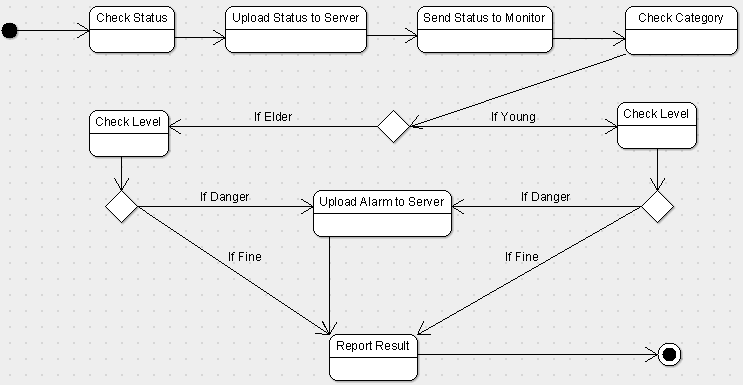 Check Status
Upload Status to Server
Send Status to Monitor
Check Category
If Elder
If Young
Check Level
Check Level
If Danger
Upload Alarm to Server
If Danger
If Fine
If Fine
Report Result